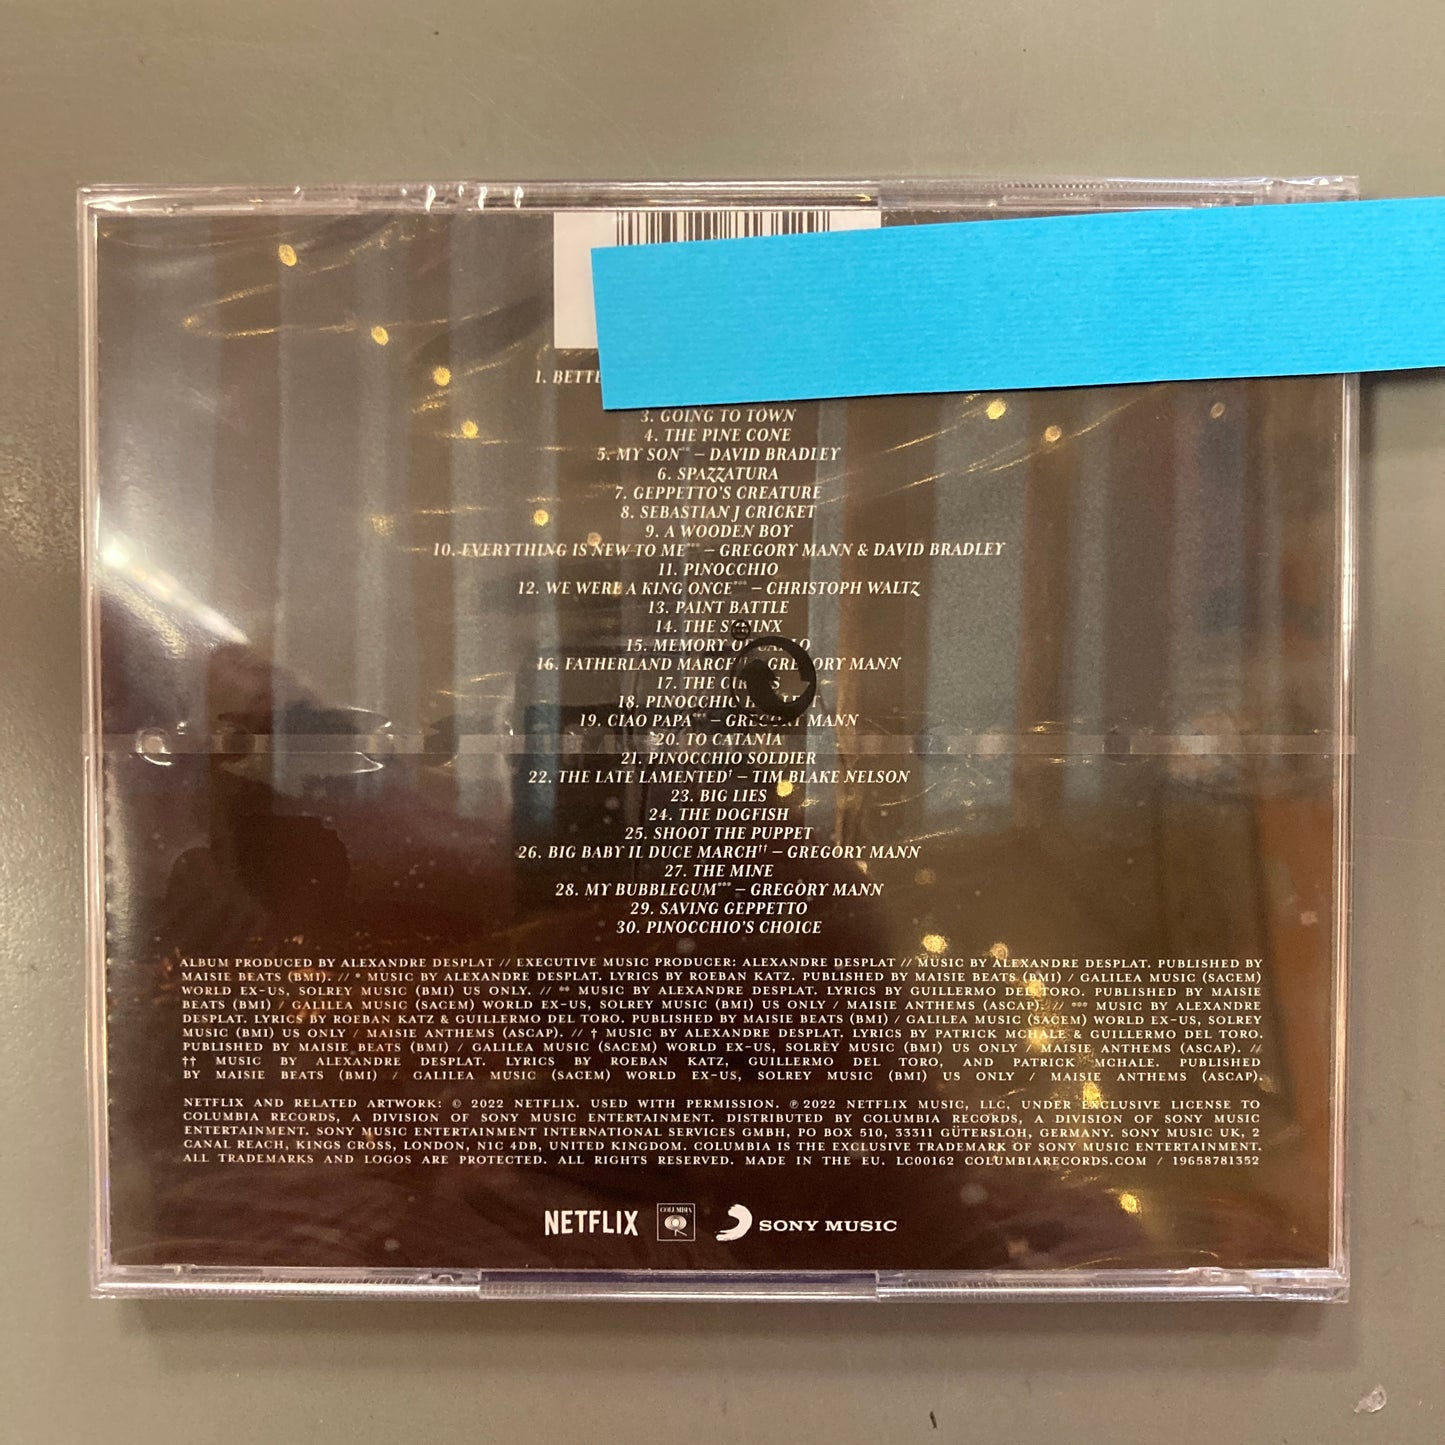 3. GOING TO TOWN
4. THE PINE CONE
5. MY SON** – DAVID BRADLEY
6. SPAZZATURA
7. GEPPETTO'S CREATURE
8. SEBASTIAN J CRICKET
9. A WOODEN BOY
10. EVERYTHING IS NEW TO ME*** – GREGORY MANN & DAVID BRADLEY
11. PINOCCHIO
12. WE WERE A KING ONCE*** – CHRISTOPH WALTZ
13. PAINT BATTLE
14. THE SPHINX
15. MEMORY OF CARLO
16. FATHERLAND MARCH – GREGORY MANN
17. THE CIRCUS
18. PINOCCHIO
19. CIAO PAPA*** – GREGORY MANN
20. TO CATANIA
21. PINOCCHIO SOLDIER
22. THE LATE LAMENTED† – TIM BLAKE NELSON
23. BIG LIES
24. THE DOGFISH
25. SHOOT THE PUPPET
26. BIG BABY IL DUCE MARCH†† – GREGORY MANN
27. THE MINE
28. MY BUBBLEGUM*** – GREGORY MANN
29. SAVING GEPPETTO
30. PINOCCHIO'S CHOICE
ALBUM PRODUCED BY ALEXANDRE DESPLAT // EXECUTIVE MUSIC PRODUCER: ALEXANDRE DESPLAT // MUSIC BY ALEXANDRE DESPLAT. PUBLISHED BY
MAISIE BEATS (BMI). // * MUSIC BY ALEXANDRE DESPLAT. LYRICS BY ROEBAN KATZ. PUBLISHED BY MAISIE BEATS (BMI) / GALILEA MUSIC (SACEM)
WORLD EX-US, SOLREY MUSIC (BMI) US ONLY. // ** MUSIC BY ALEXANDRE DESPLAT. LYRICS BY GUILLERMO DEL TORO. PUBLISHED BY MAISIE
BEATS (BMI) / GALILEA MUSIC (SACEM) WORLD EX-US, SOLREY MUSIC (BMI) US ONLY / MAISIE ANTHEMS (ASCAP). // *** MUSIC BY ALEXANDRE
DESPLAT. LYRICS BY ROEBAN KATZ & GUILLERMO DEL TORO. PUBLISHED BY MAISIE BEATS (BMI) / GALILEA MUSIC (SACEM) WORLD EX-US, SOLREY
MUSIC (BMI) US ONLY / MAISIE ANTHEMS (ASCAP). // † MUSIC BY ALEXANDRE DESPLAT. LYRICS BY PATRICK MCHALE & GUILLERMO DEL TORO.
PUBLISHED BY MAISIE BEATS (BMI) / GALILEA MUSIC (SACEM) WORLD EX-US, SOLREY MUSIC (BMI) US ONLY / MAISIE ANTHEMS (ASCAP). //
†† MUSIC BY ALEXANDRE DESPLAT. LYRICS BY ROEBAN KATZ, GUILLERMO DEL TORO, AND PATRICK MCHALE. PUBLISHED
BY MAISIE BEATS (BMI) / GALILEA MUSIC (SACEM) WORLD EX-US, SOLREY MUSIC (BMI) US ONLY / MAISIE ANTHEMS (ASCAP).
NETFLIX AND RELATED ARTWORK: © 2022 NETFLIX. USED WITH PERMISSION. ℗ 2022 NETFLIX MUSIC, LLC. UNDER EXCLUSIVE LICENSE TO
COLUMBIA RECORDS, A DIVISION OF SONY MUSIC ENTERTAINMENT. DISTRIBUTED BY COLUMBIA RECORDS, A DIVISION OF SONY MUSIC
ENTERTAINMENT. SONY MUSIC ENTERTAINMENT INTERNATIONAL SERVICES GMBH, PO BOX 510, 33311 GÜTERSLOH, GERMANY. SONY MUSIC UK, 2
CANAL REACH, KINGS CROSS, LONDON, N1C 4DB, UNITED KINGDOM. COLUMBIA IS THE EXCLUSIVE TRADEMARK OF SONY MUSIC ENTERTAINMENT.
ALL TRADEMARKS AND LOGOS ARE PROTECTED. ALL RIGHTS RESERVED. MADE IN THE EU. LC00162 COLUMBIARECORDS.COM / 19658781352
NETFLIX COLUMBIA SONY MUSIC